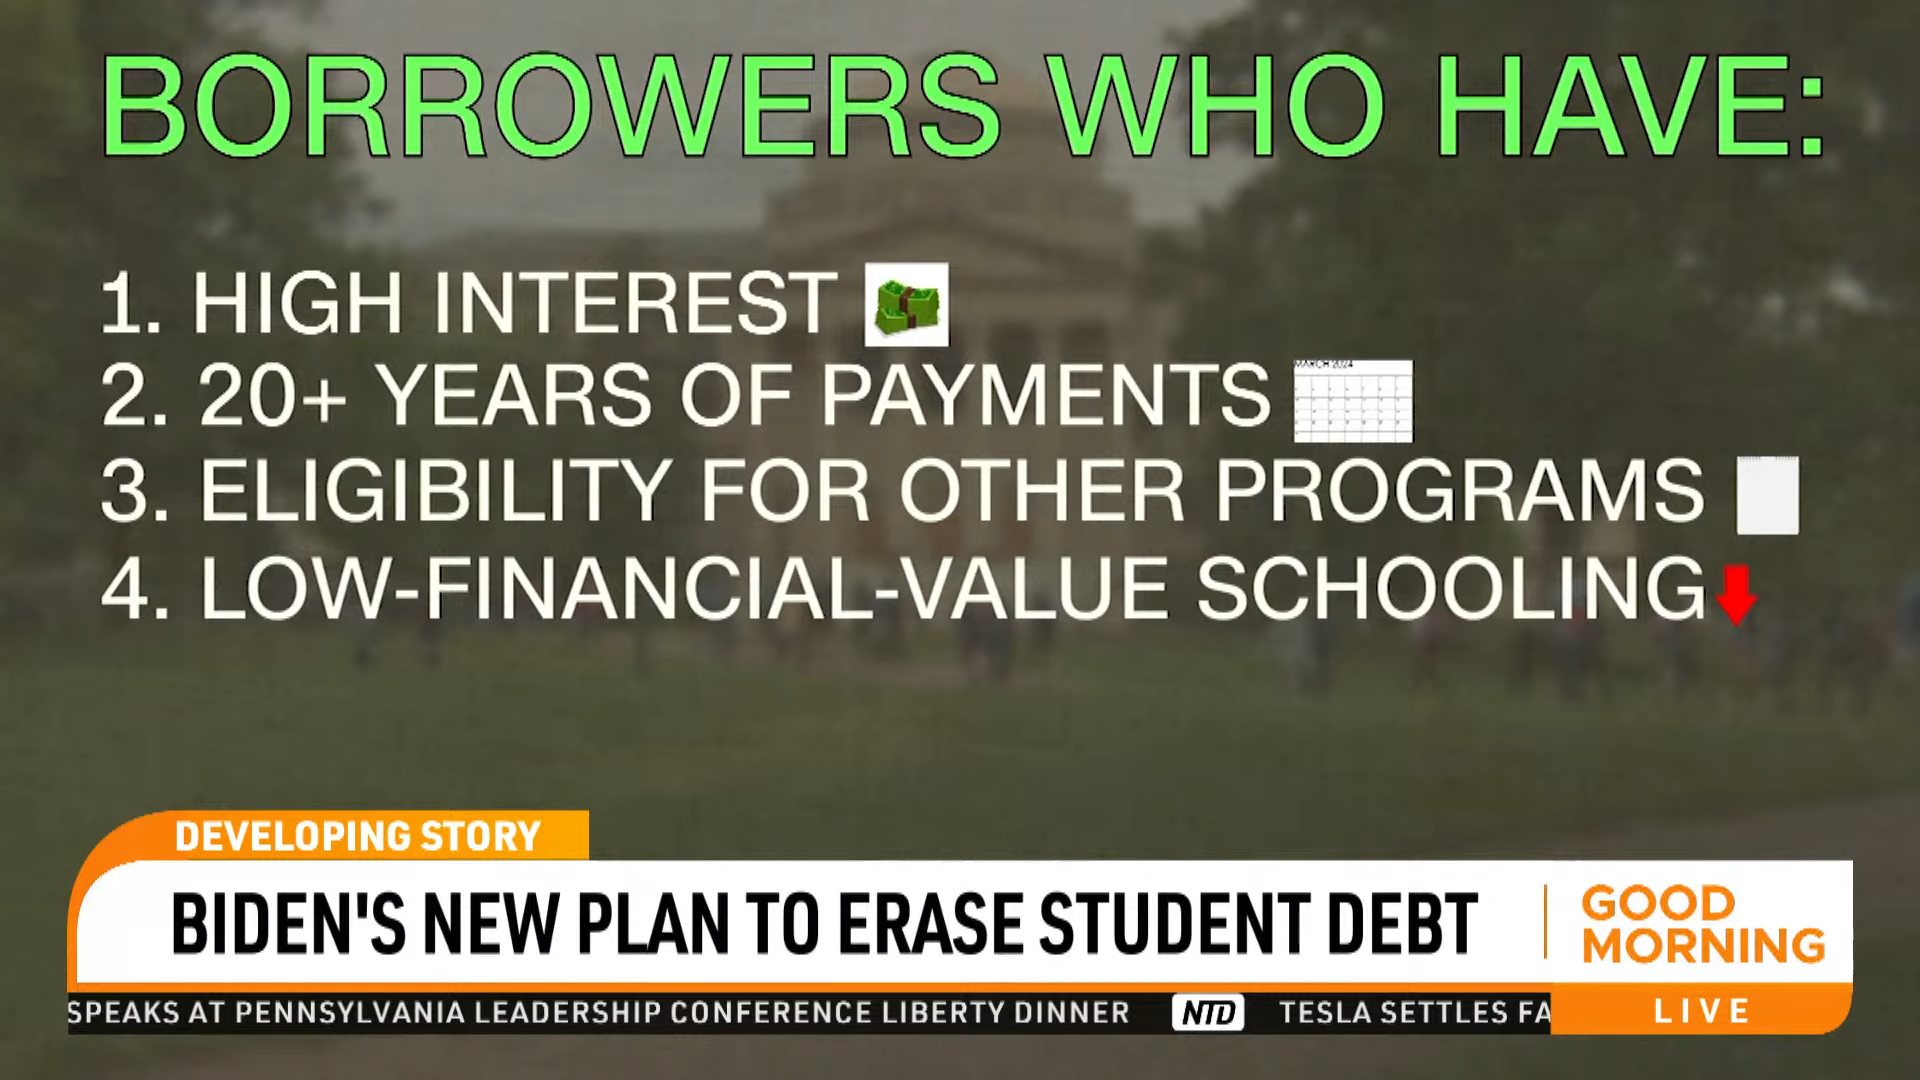 BORROWERS WHO HAVE:
1. HIGH INTEREST
2. 20+ YEARS OF PAYMENTS
MARCH 2024
3. ELIGIBILITY FOR OTHER PROGRAMS
4. LOW-FINANCIAL-VALUE SCHOOLING
DEVELOPING STORY
BIDEN'S NEW PLAN TO ERASE STUDENT DEBT
GOOD
MORNING
SPEAKS AT PENNSYLVANIA LEADERSHIP CONFERENCE LIBERTY DINNER NTD TESLA SETTLES FA
LIVE